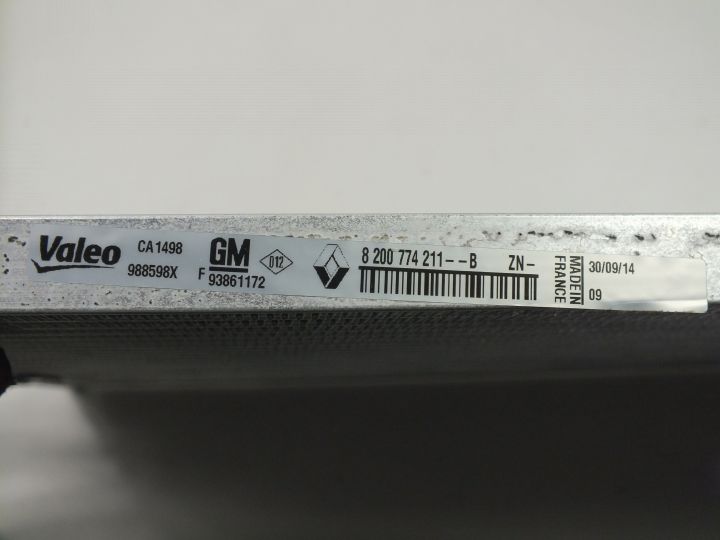 Valeo
CA1498
988598X
GM
F 93861172
D12
8 200 774 211--B ZN-
MADE IN
FRANCE
30/09/14
09